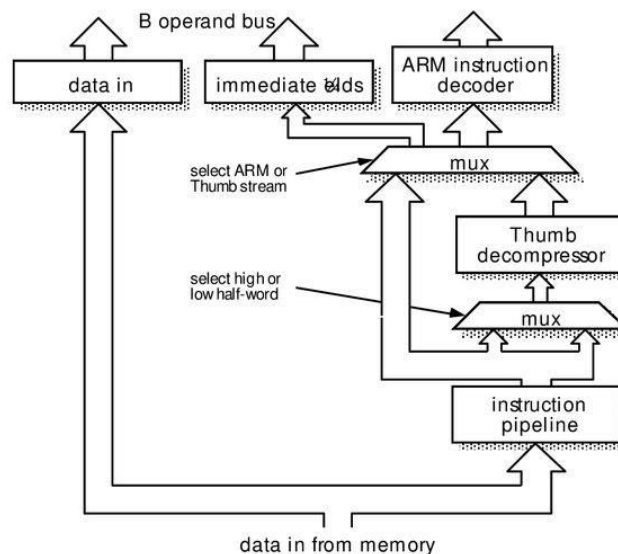 B operand bus
data in
immediate fields
ARM instruction
decoder
mux
select ARM or
Thumb stream
Thumb
decompressor
select high or
low half-word
mux
instruction
pipeline
data in from memory